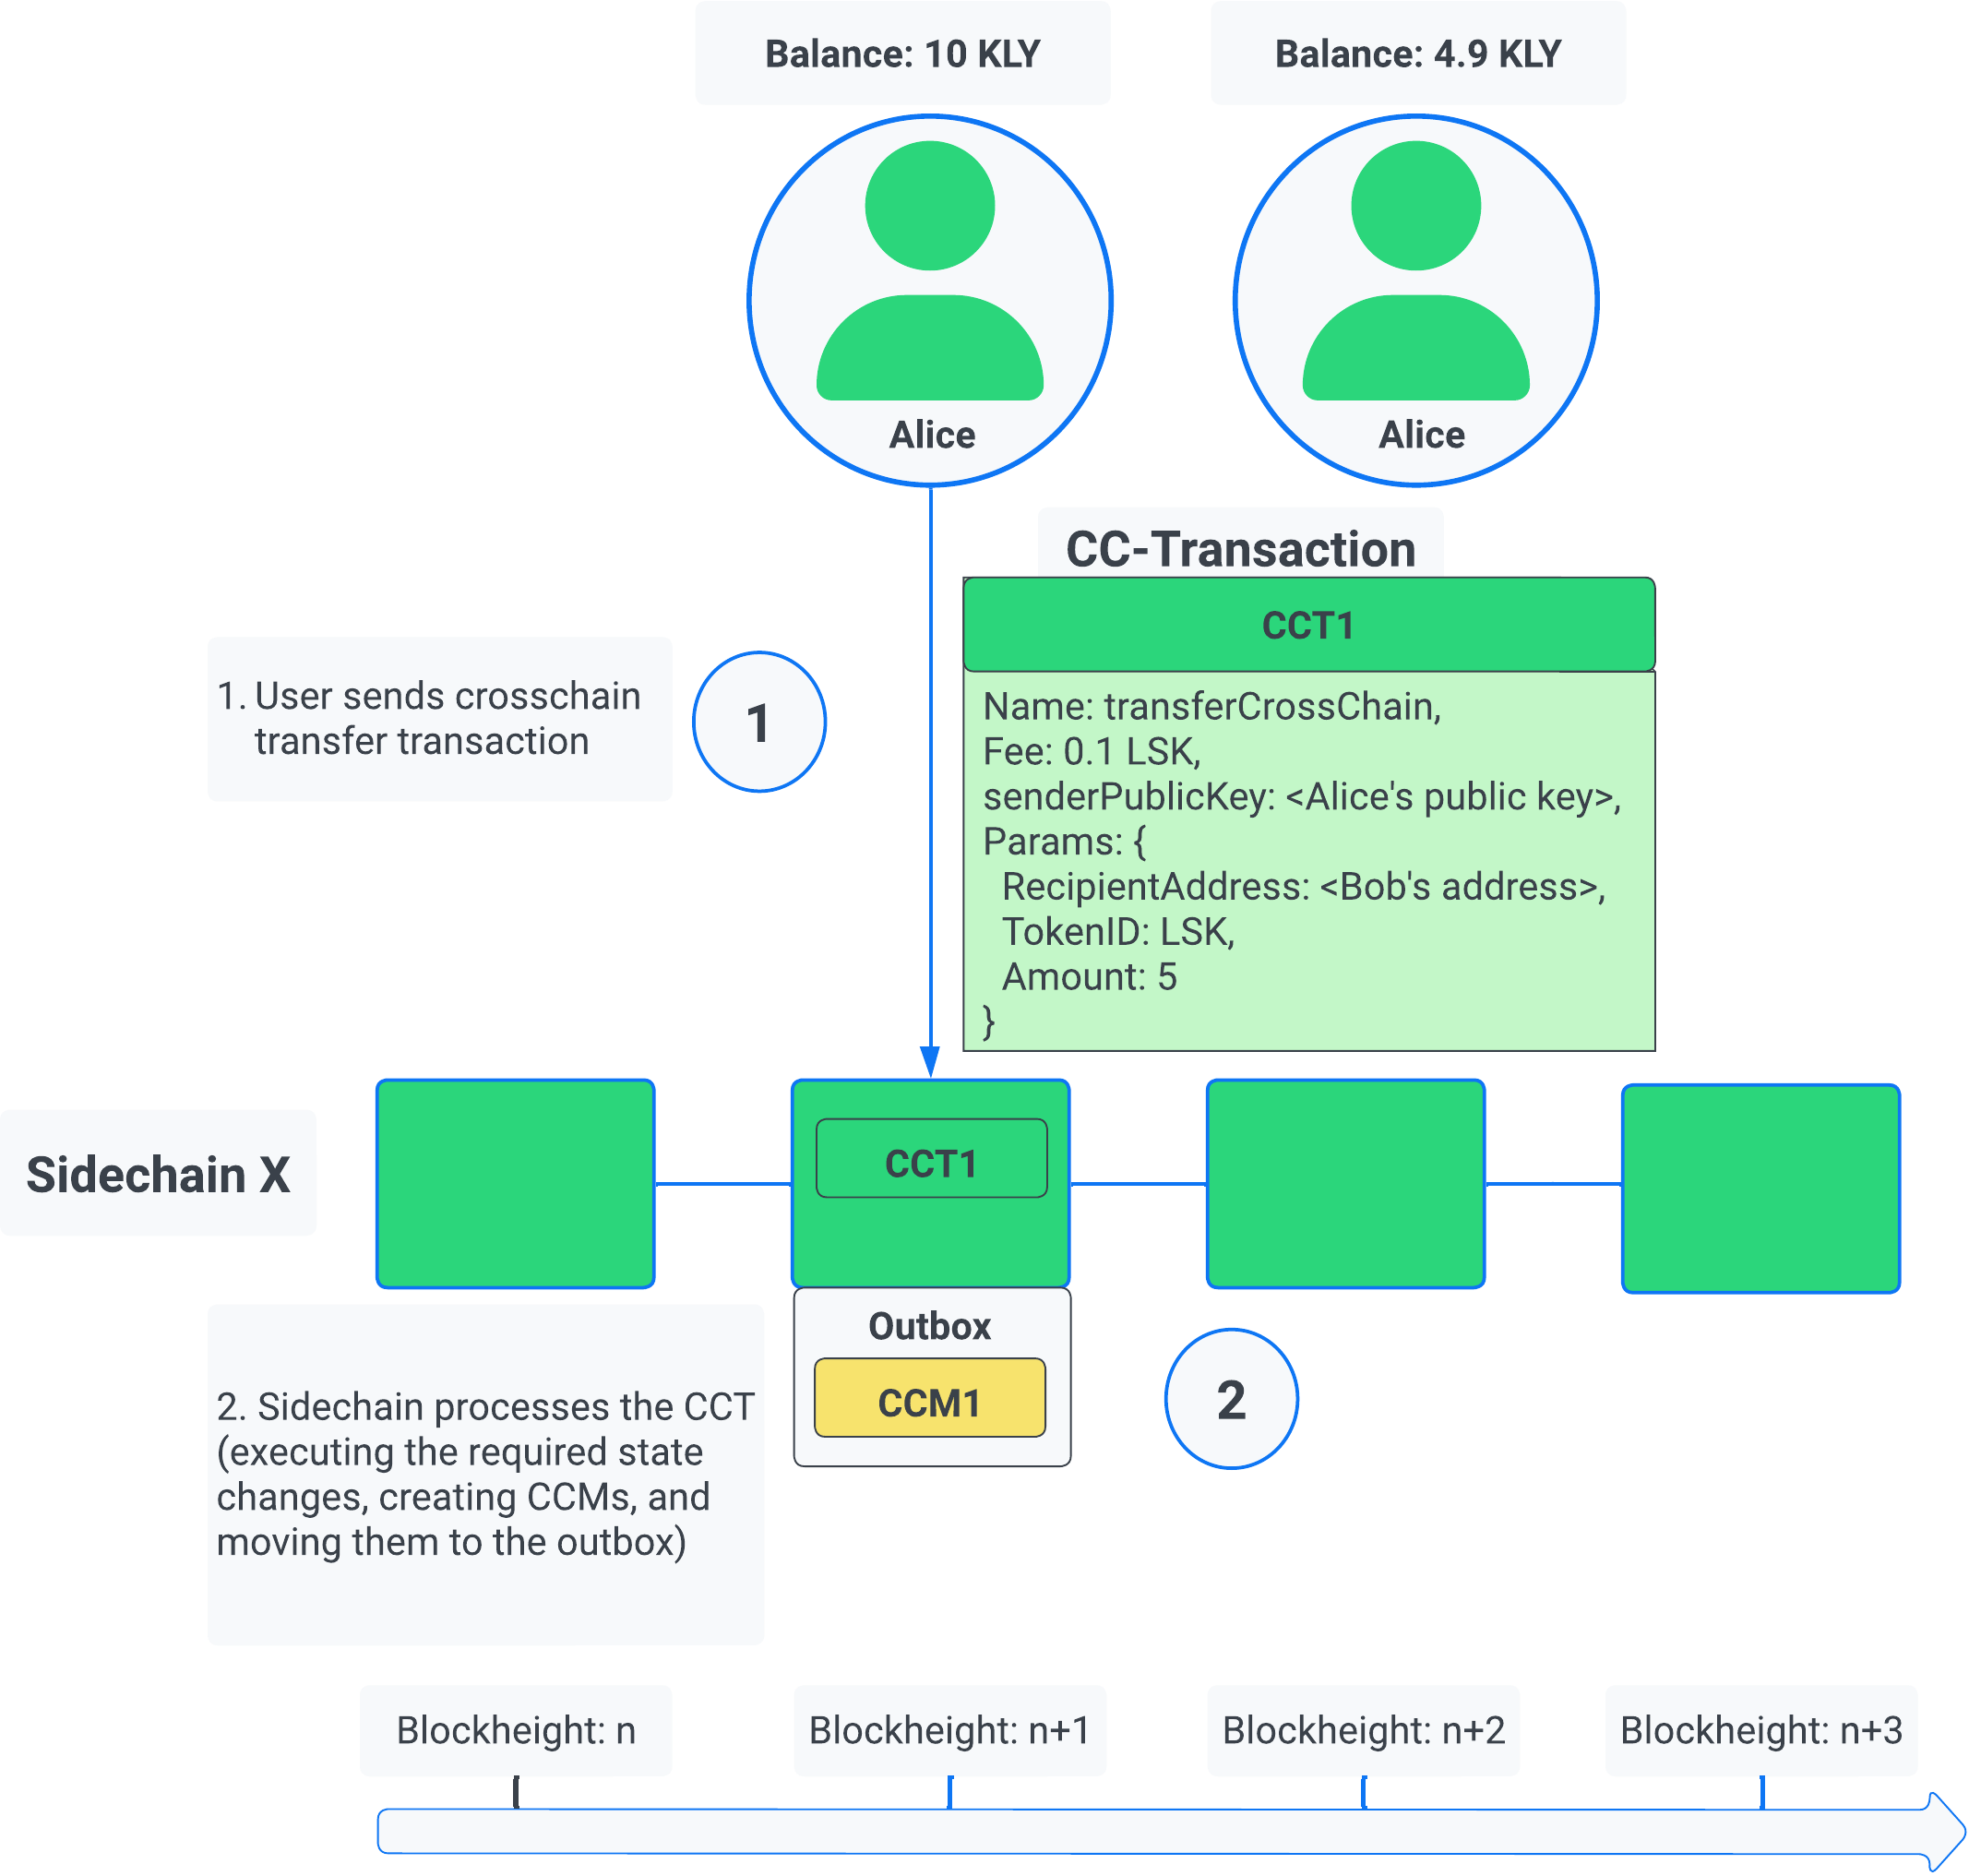 Balance: 10 KLY
Balance: 4.9 KLY
Alice
Alice
CC-Transaction
CCT1
Name: transferCrossChain,
Fee: 0.1 LSK,
senderPublicKey: <Alice's public key>,
Params: {
RecipientAddress: <Bob's address>,
TokenID: LSK,
Amount: 5
}
1. User sends crosschain
transfer transaction
1
Sidechain X
CCT1
Outbox
CCM1
2
2. Sidechain processes the CCT
(executing the required state
changes, creating CCMs, and
moving them to the outbox)
Blockheight: n
Blockheight: n+1
Blockheight: n+2
Blockheight: n+3